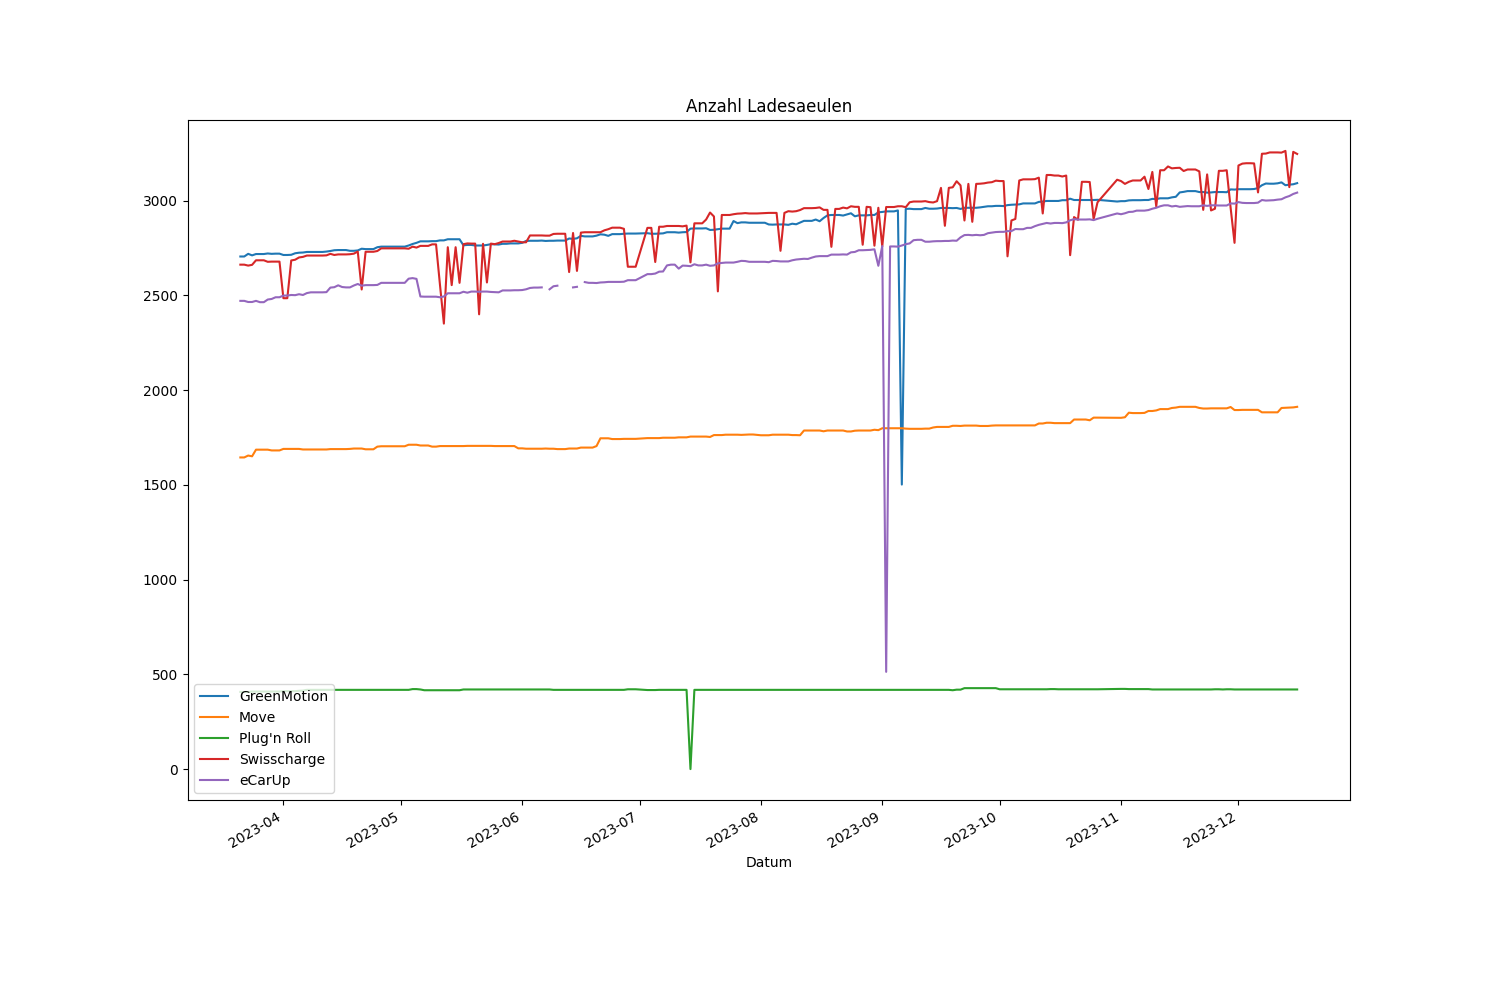 Anzahl Ladesaeulen
3000
2500
2000
1500
1000
500
0
GreenMotion
Move
Plug'n Roll
Swisscharge
eCarUp
2023-04
2023-05
2023-06
2023-07
2023-08
2023-09
2023-10
2023-11
2023-12
Datum